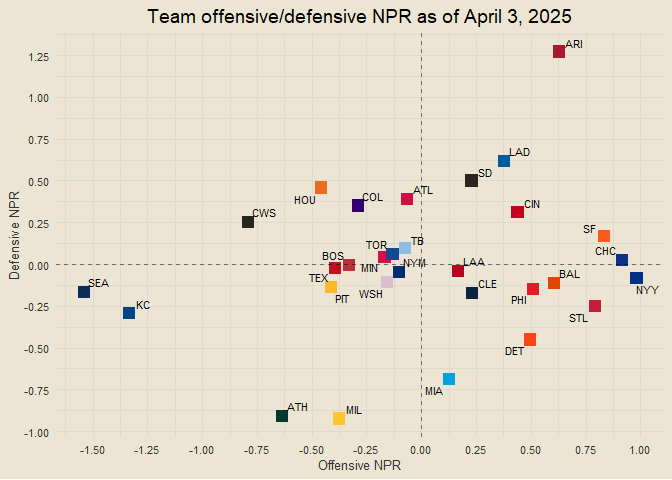 Team offensive/defensive NPR as of April 3, 2025
ARI
1.25
1.00
0.75
LAD
SD
0.50
HOU
COL
ATL
CWS
CIN
0.25
SF
Defensive NPR
TOR
TB
CHC
BOS
MIN
NYM
LAA
0.00
TEX
BAL
SEA
PIT
WSH
CLE
NYY
KC
PHI
STL
-0.25
DET
-0.50
MIA
-0.75
ATH
MIL
-1.00
-1.50 -1.25 -1.00 -0.75 -0.50 -0.25 0.00 0.25 0.50 0.75 1.00
Offensive NPR